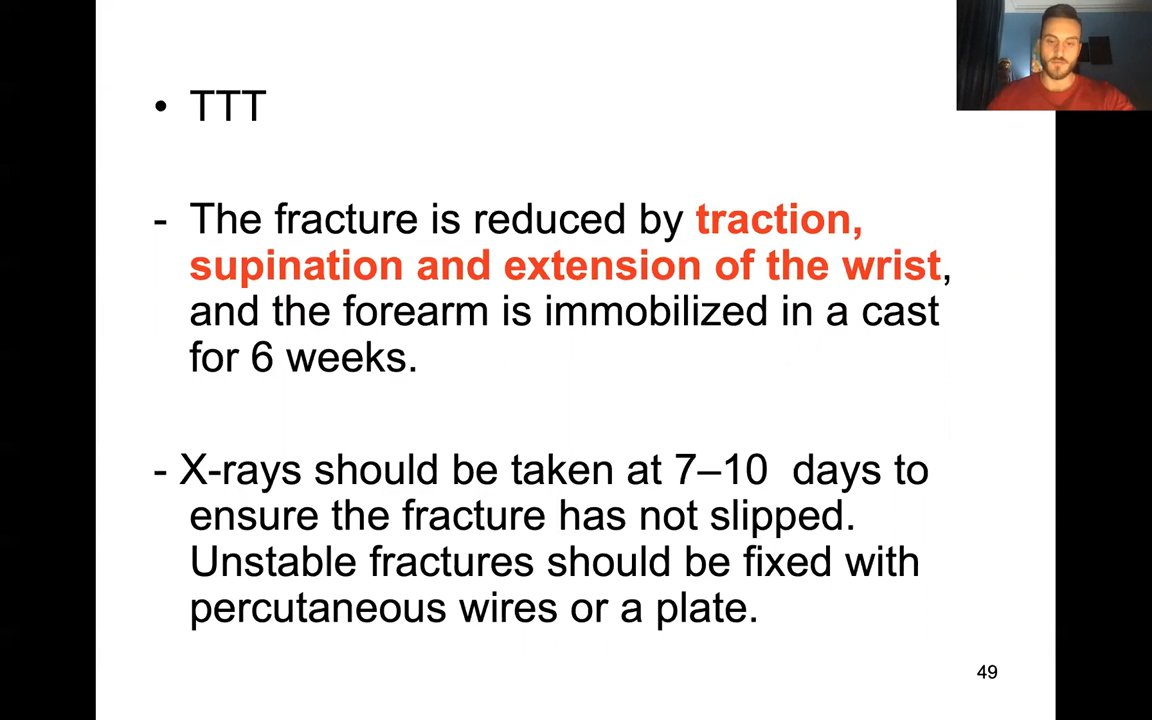 • TTT
- The fracture is reduced by traction,
supination and extension of the wrist,
and the forearm is immobilized in a cast
for 6 weeks.
- X-rays should be taken at 7–10 days to
ensure the fracture has not slipped.
Unstable fractures should be fixed with
percutaneous wires or a plate.
49